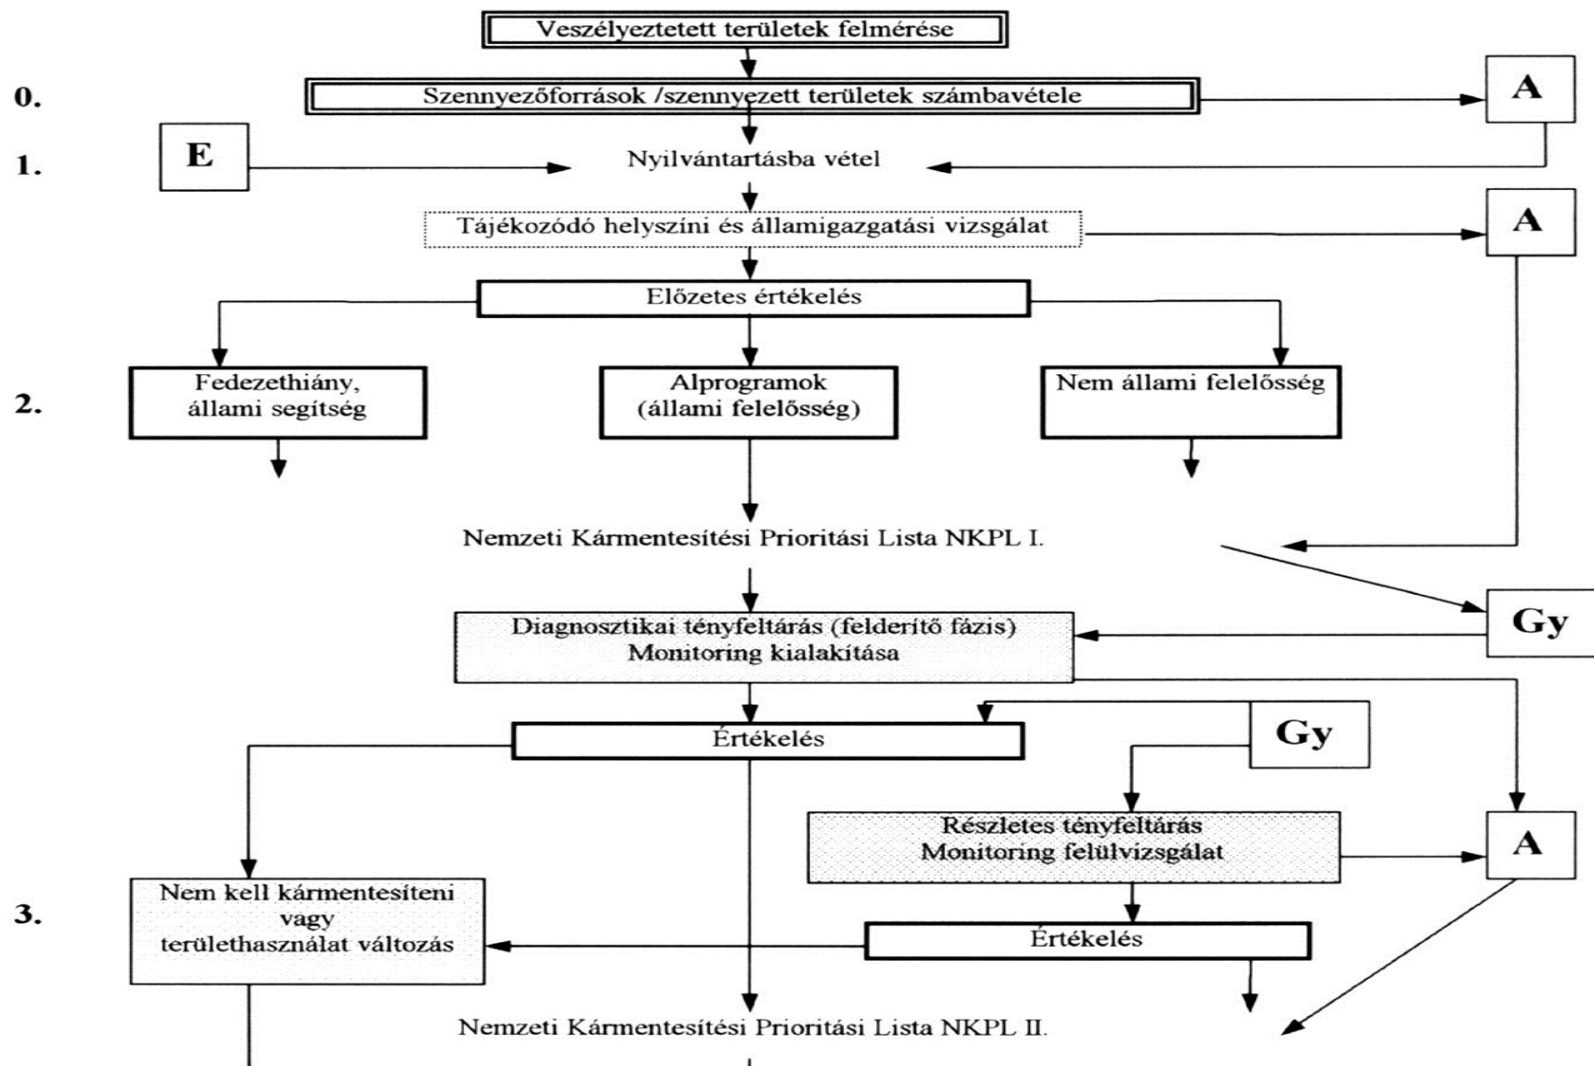 Veszélyeztetett területek felmérése
0.
Szennyezőforrások /szennyezett területek számbavétele
A
1.
E
Nyilvántartásba vétel
Tájékozódó helyszíni és államigazgatási vizsgálat
A
Előzetes értékelés
2.
Fedezethiány,
állami segítség
Alprogramok
(állami felelősség)
Nem állami felelősség
Nemzeti Kármentesítési Prioritási Lista NKPL I.
Diagnosztikai tényfeltárás (felderítő fázis)
Monitoring kialakítása
Gy
Értékelés
Gy
Részletes tényfeltárás
Monitoring felülvizsgálat
A
3.
Nem kell kármentesíteni
vagy
területhasználat változás
Értékelés
Nemzeti Kármentesítési Prioritási Lista NKPL II.